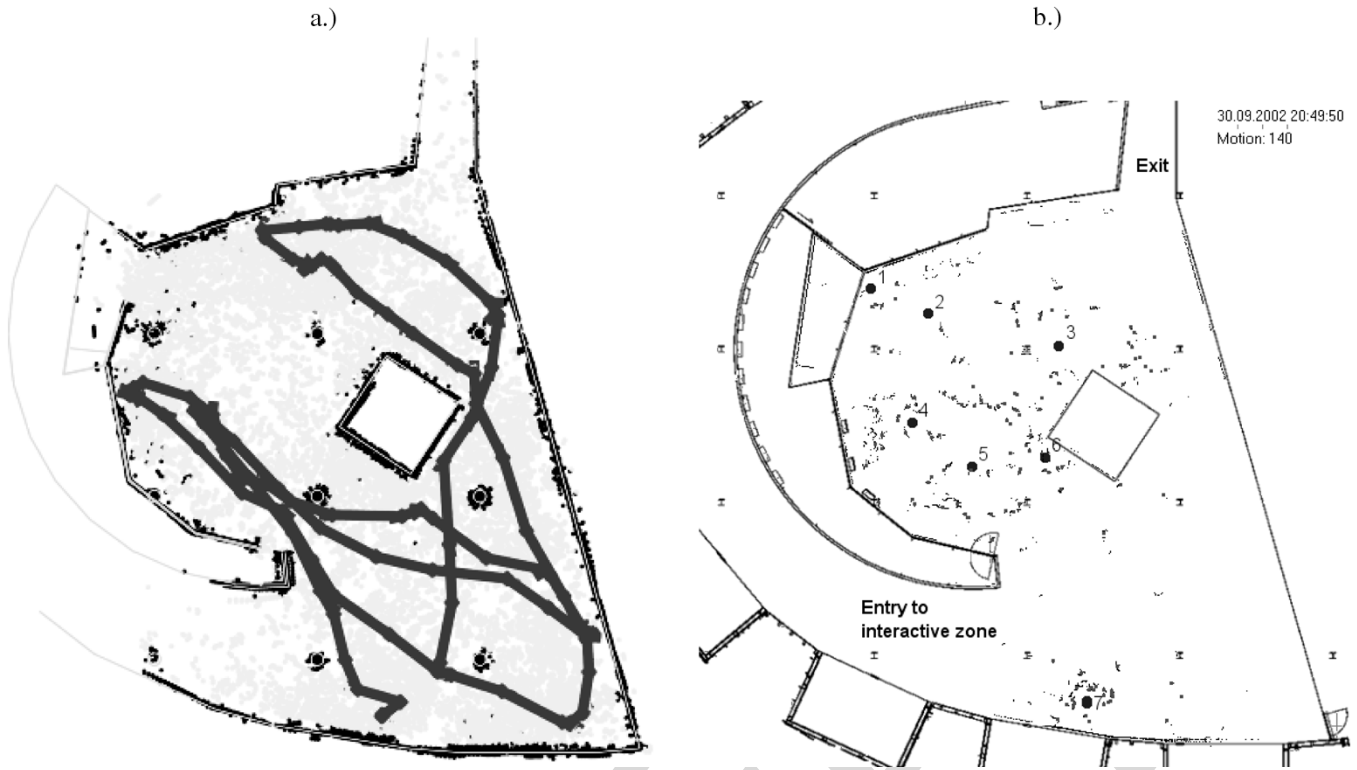 a.)
b.)
30.09.2002 20:49:50
Motion: 140
Exit
1
2
3
4
5
6
7
Entry to
interactive zone